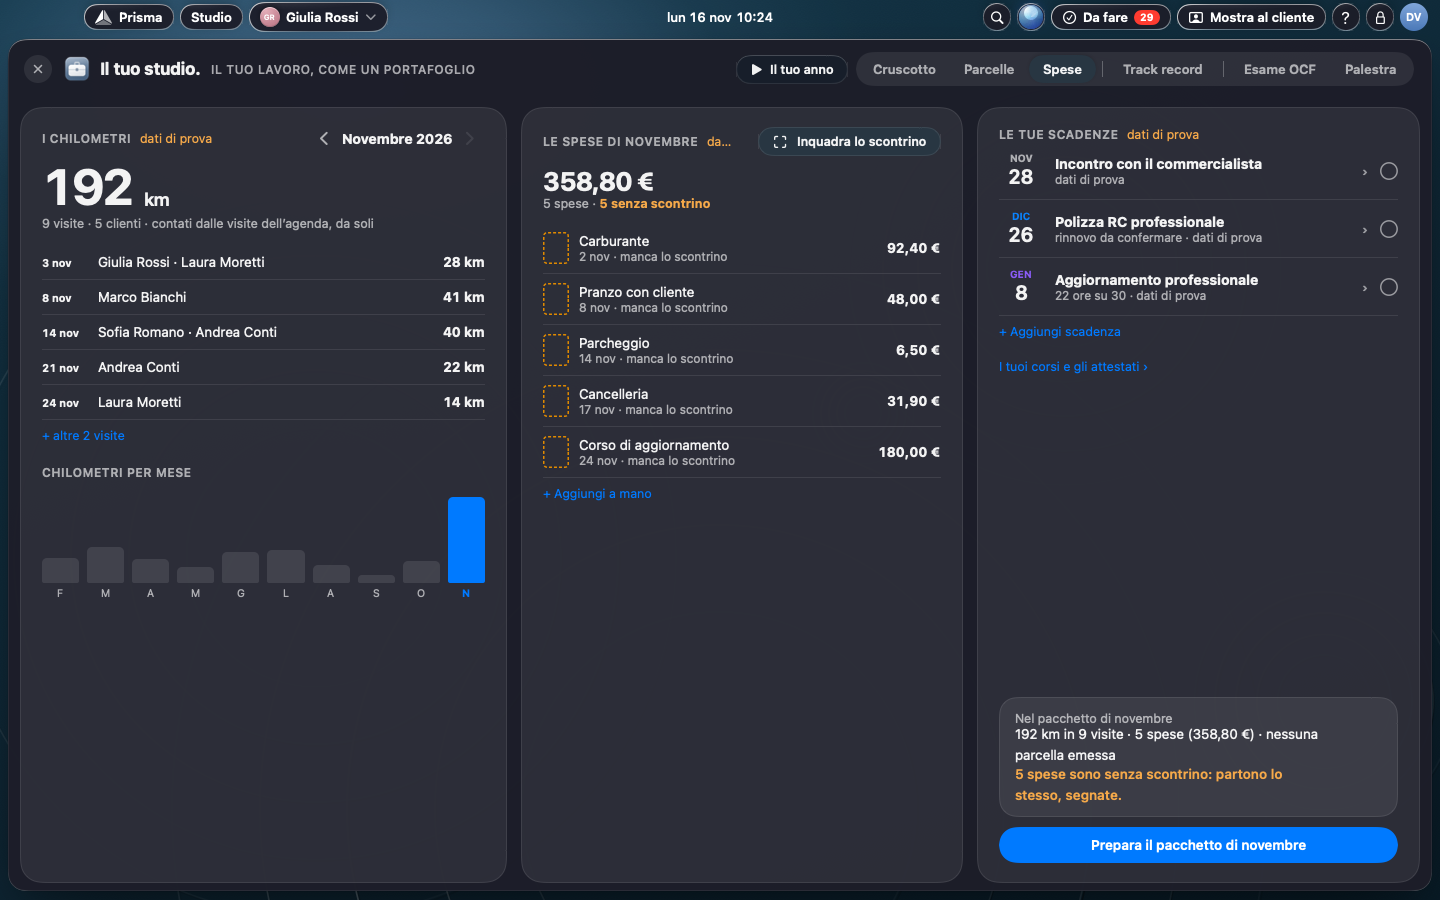 Prisma
Studio
GR Giulia Rossi
lun 16 nov 10:24
Da fare 29
Mostra al cliente
?
DV
Il tuo studio. IL TUO LAVORO, COME UN PORTAFOGLIO
Il tuo anno
Cruscotto
Parcelle
Spese
Track record
Esame OCF
Palestra
I CHILOMETRI dati di prova
Novembre 2026
192 km
9 visite · 5 clienti · contati dalle visite dell'agenda, da soli
3 nov Giulia Rossi · Laura Moretti 28 km
8 nov Marco Bianchi 41 km
14 nov Sofia Romano · Andrea Conti 40 km
21 nov Andrea Conti 22 km
24 nov Laura Moretti 14 km
+ altre 2 visite
CHILOMETRI PER MESE
F M A M G L A S O N
LE SPESE DI NOVEMBRE da...
Inquadra lo scontrino
358,80 €
5 spese · 5 senza scontrino
Carburante 92,40 €
2 nov · manca lo scontrino
Pranzo con cliente 48,00 €
8 nov · manca lo scontrino
Parcheggio 6,50 €
14 nov · manca lo scontrino
Cancelleria 31,90 €
17 nov · manca lo scontrino
Corso di aggiornamento 180,00 €
24 nov · manca lo scontrino
+ Aggiungi a mano
LE TUE SCADENZE dati di prova
NOV 28
Incontro con il commercialista
dati di prova
DIC 26
Polizza RC professionale
rinnovo da confermare · dati di prova
GEN 8
Aggiornamento professionale
22 ore su 30 · dati di prova
+ Aggiungi scadenza
I tuoi corsi e gli attestati ›
Nel pacchetto di novembre
192 km in 9 visite · 5 spese (358,80 €) · nessuna
parcella emessa
5 spese sono senza scontrino: partono lo
stesso, segnate.
Prepara il pacchetto di novembre